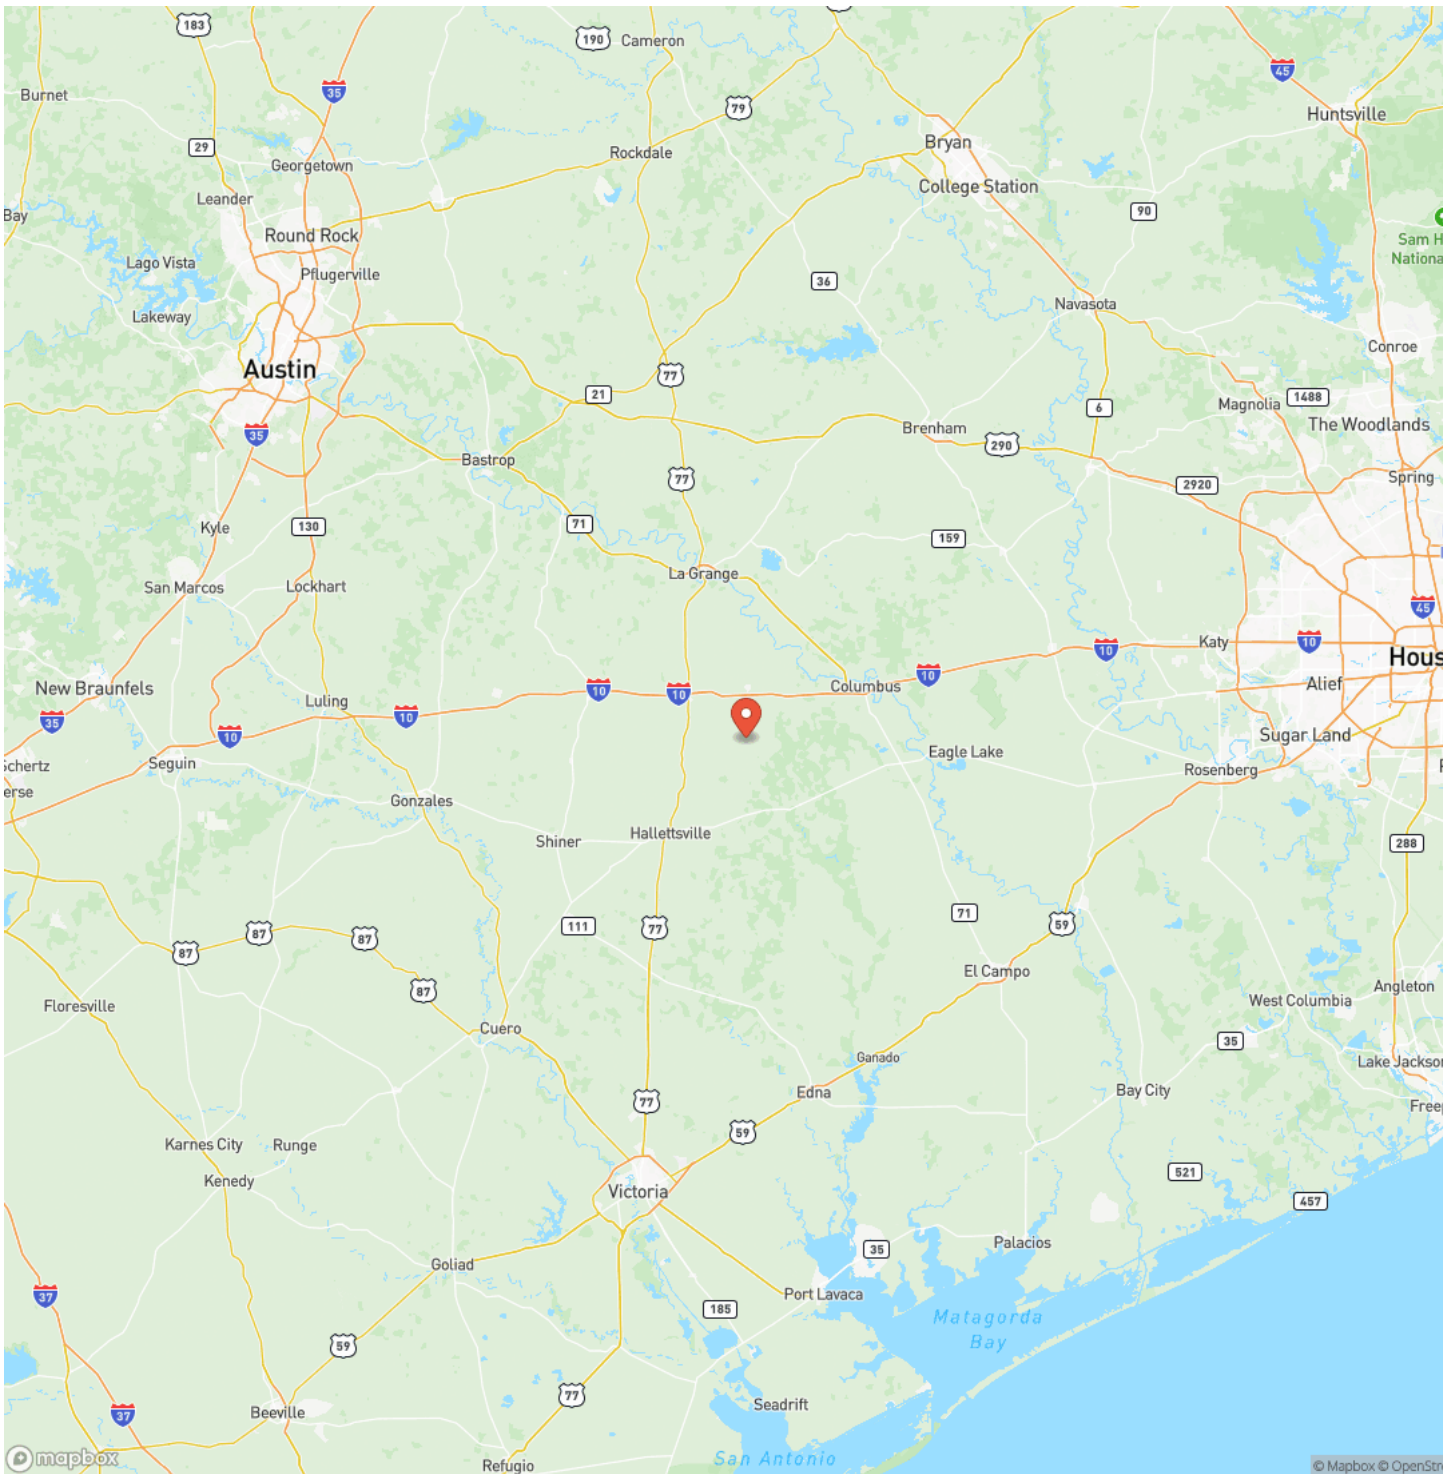 183
190
Cameron
45
Burnet
35
79
Huntsville
29
Georgetown
Rockdale
Bryan
College Station
Leander
90
Bay
Round Rock
Sam H
Nationa
Lago Vista
Pflugerville
36
Navasota
Lakeway
Conroe
Austin
77
21
1488
Magnolia
6
The Woodlands
35
Brenham
290
Bastrop
77
2920
Spring
Kyle
130
71
159
La Grange
San Marcos
Lockhart
45
Katy
10
10
Hous
New Braunfels
10
10
10
Columbus
Alief
Luling
35
10
10
Sugar Land
Eagle Lake
Schertz
Seguin
Rosenberg
erse
Gonzales
Shiner
Hallettsville
288
71
59
111
77
87
87
87
El Campo
87
Floresville
Angleton
West Columbia
Cuero
35
Ganado
Lake Jackson
Edna
Bay City
77
Freep
59
Karnes City
Runge
521
Kenedy
Victoria
457
Palacios
35
Goliad
37
Port Lavaca
185
Matagorda
Bay
59
77
Seadrift
37
Beeville
mapbox
San Antonio
Refugio
© Mapbox © OpenStre